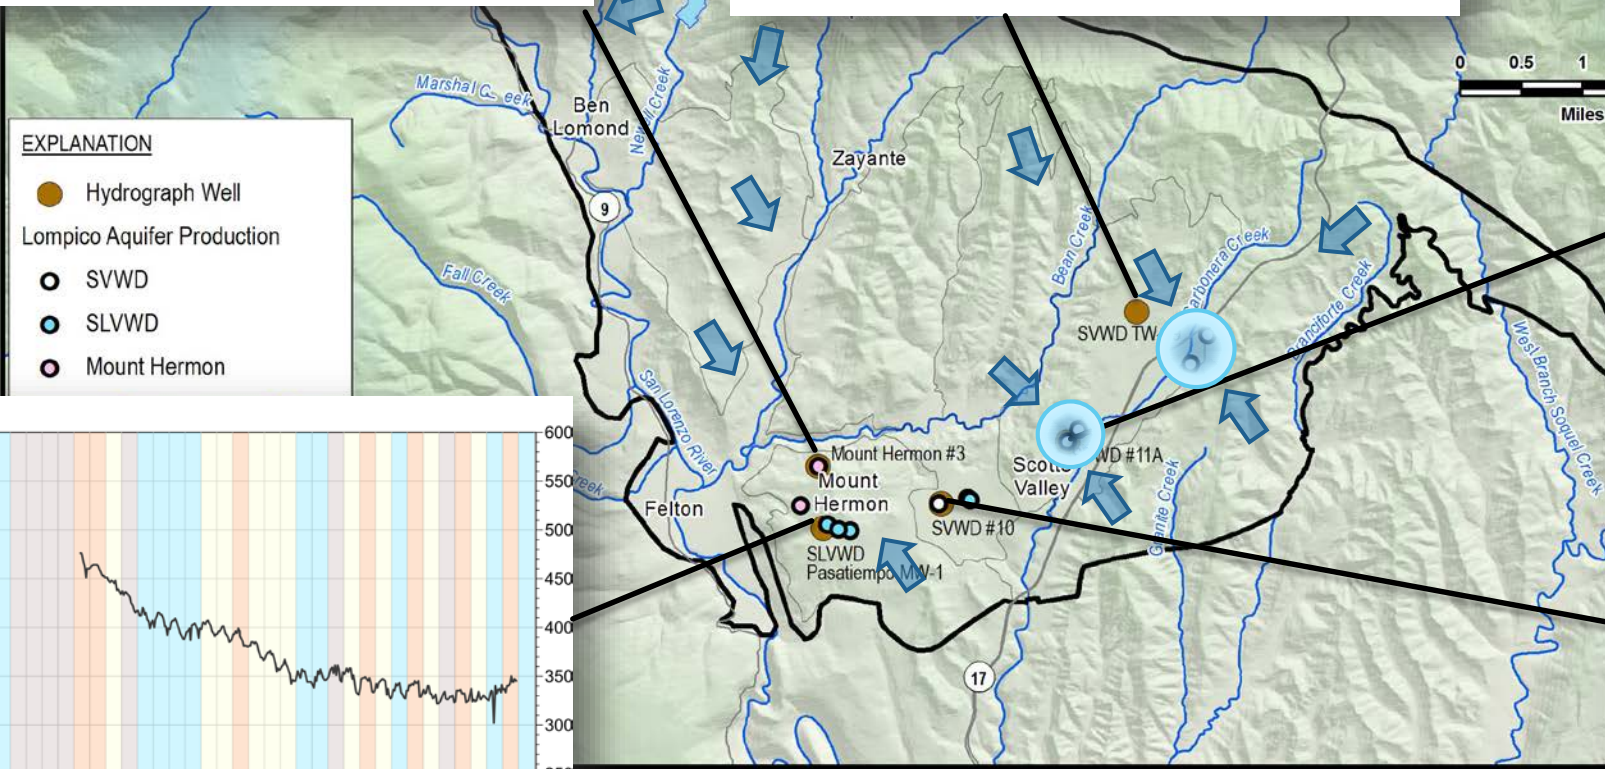 EXPLANATION
Hydrograph Well
Lompico Aquifer Production
SVWD
SLVWD
Mount Hermon
0 0.5 1
Miles
Ben
Lomond
Newell Creek
9
Zayante
Fall Creek
Bean Creek
SVWD TW
Carbonera Creek
Branciforte Creek
West Branch Soquel Creek
San Lorenzo River
Mount Hermon #3
Mount
Hermon
Felton
Scotts
Valley
WD #11A
SVWD #10
SLVWD
Pasatiempo MW-1
Granite Creek
Creek
17
600
550
500
450
400
350
300